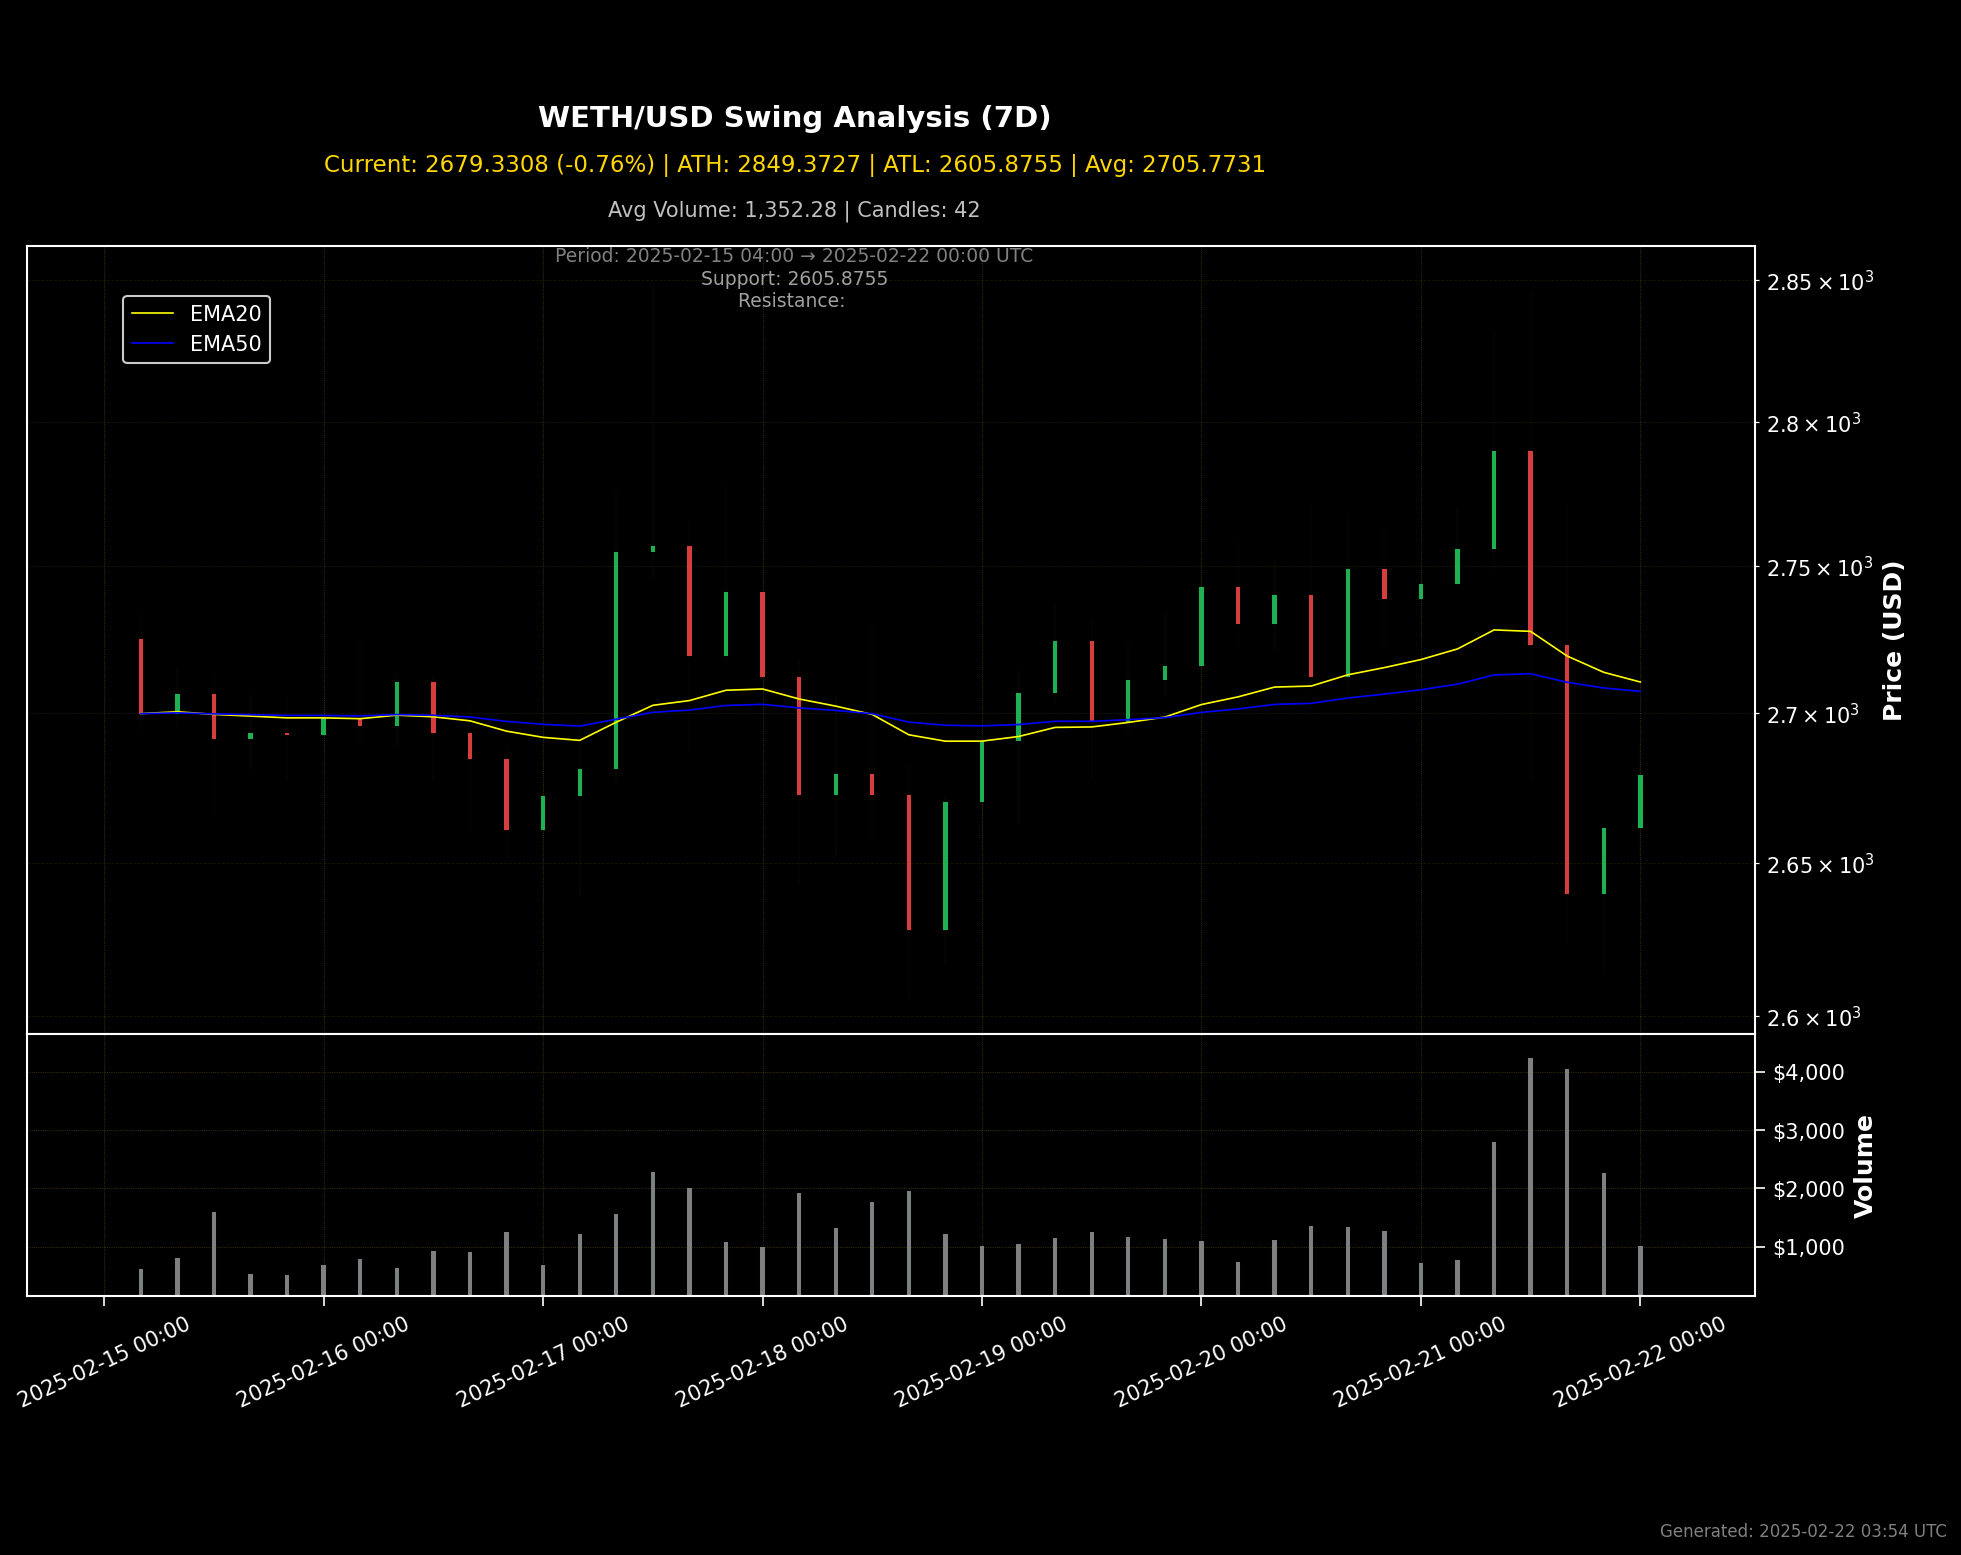 WETH/USD Swing Analysis (7D)
Current: 2679.3308 (-0.76%) | ATH: 2849.3727 | ATL: 2605.8755 | Avg: 2705.7731
Avg Volume: 1,352.28 | Candles: 42
Period: 2025-02-15 04:00 → 2025-02-22 00:00 UTC
Support: 2605.8755
Resistance:
EMA20
EMA50
2.85 × 10³
2.8 × 10³
2.75 × 10³
2.7 × 10³
2.65 × 10³
2.6 × 10³
Price (USD)
$4,000
$3,000
$2,000
$1,000
Volume
2025-02-15 00:00
2025-02-16 00:00
2025-02-17 00:00
2025-02-18 00:00
2025-02-19 00:00
2025-02-20 00:00
2025-02-21 00:00
2025-02-22 00:00
Generated: 2025-02-22 03:54 UTC